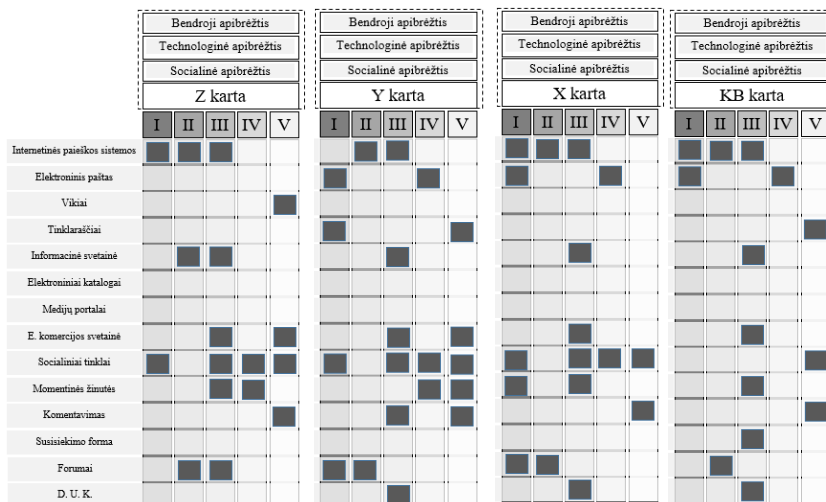 Bendroji apibrėžtis Bendroji apibrėžtis Bendroji apibrėžtis Bendroji apibrėžtis
Technologinė apibrėžtis Technologinė apibrėžtis Technologinė apibrėžtis Technologinė apibrėžtis
Socialinė apibrėžtis Socialinė apibrėžtis Socialinė apibrėžtis Socialinė apibrėžtis
Z karta Y karta X karta KB karta
I II III IV V I II III IV V I II III IV V I II III IV V
Internetinės paieškos sistemos
Elektroninis paštas
Vikiai
Tinklaraščiai
Informacinė svetainė
Elektroniniai katalogai
Medijų portalai
E. komercijos svetainė
Socialiniai tinklai
Momentinės žinutės
Komentavimas
Susisiekimo forma
Forumai
D. U. K.